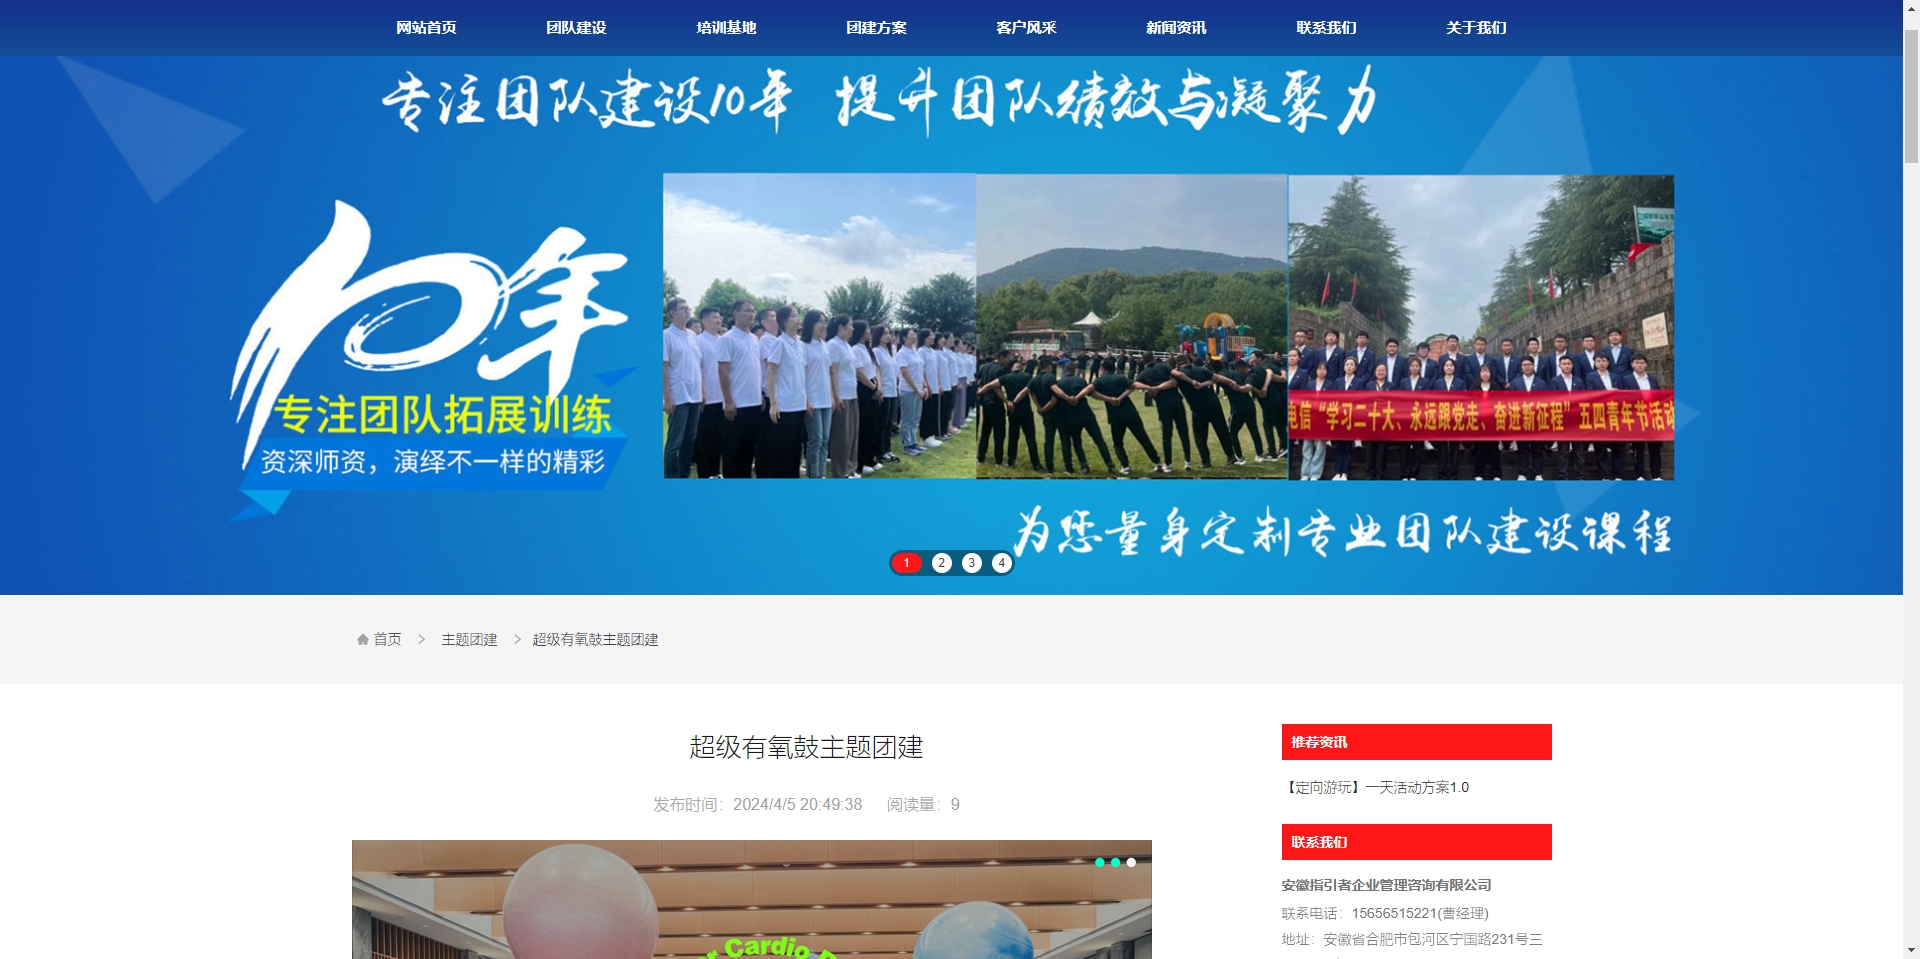 网站首页 团队建设 培训基地 团建方案 客户风采 新闻资讯 联系我们 关于我们
专注团队建设10年 提升团队绩效与凝聚力
10年
专注团队拓展训练
资深师资，演绎不一样的精彩
电信“学习二十大、永远跟党走、奋进新征程”五四青年节活动
为您量身定制专业团队建设课程
1 2 3 4
首页 > 主题团建 > 超级有氧鼓主题团建
超级有氧鼓主题团建
发布时间：2024/4/5 20:49:38 阅读量：9
Cardio
推荐资讯
【定向游玩】一天活动方案1.0
联系我们
安徽指引者企业管理咨询有限公司
联系电话：15656515221(曹经理)
地址：安徽省合肥市包河区宁国路231号三